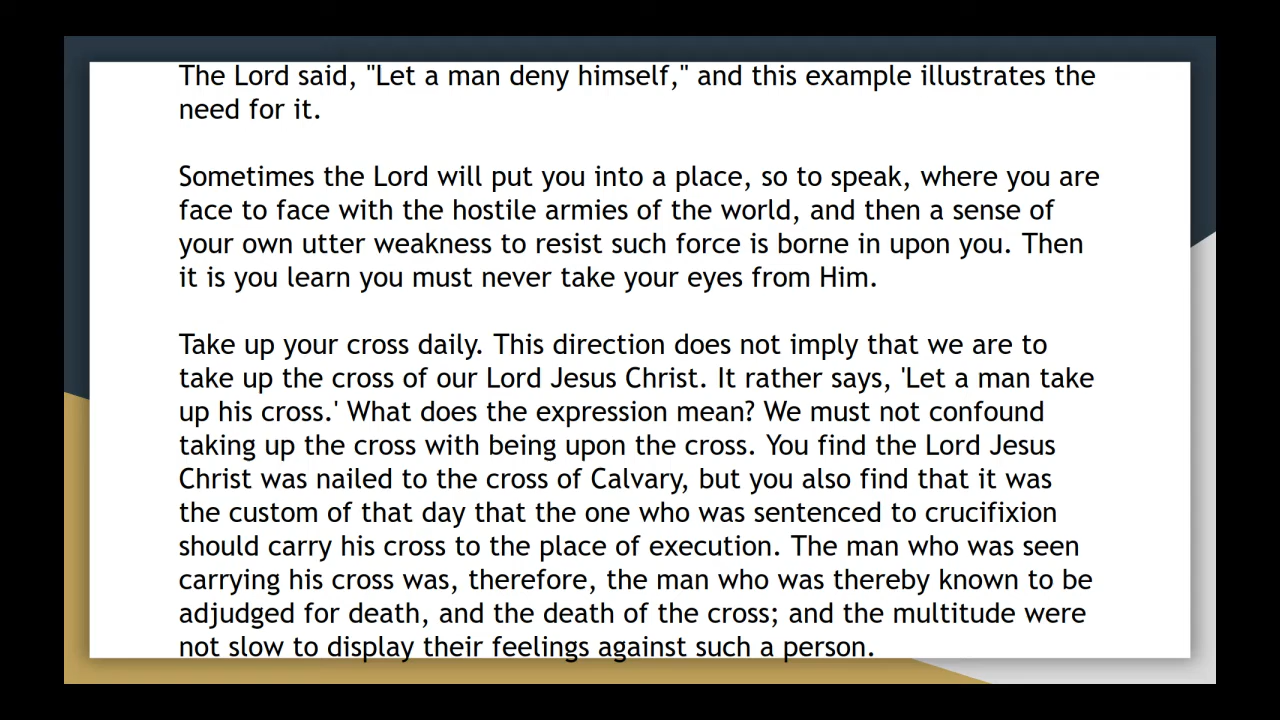 The Lord said, "Let a man deny himself," and this example illustrates the
need for it.
Sometimes the Lord will put you into a place, so to speak, where you are
face to face with the hostile armies of the world, and then a sense of
your own utter weakness to resist such force is borne in upon you. Then
it is you learn you must never take your eyes from Him.
Take up your cross daily. This direction does not imply that we are to
take up the cross of our Lord Jesus Christ. It rather says, 'Let a man take
up his cross.' What does the expression mean? We must not confound
taking up the cross with being upon the cross. You find the Lord Jesus
Christ was nailed to the cross of Calvary, but you also find that it was
the custom of that day that the one who was sentenced to crucifixion
should carry his cross to the place of execution. The man who was seen
carrying his cross was, therefore, the man who was thereby known to be
adjudged for death, and the death of the cross; and the multitude were
not slow to display their feelings against such a person.